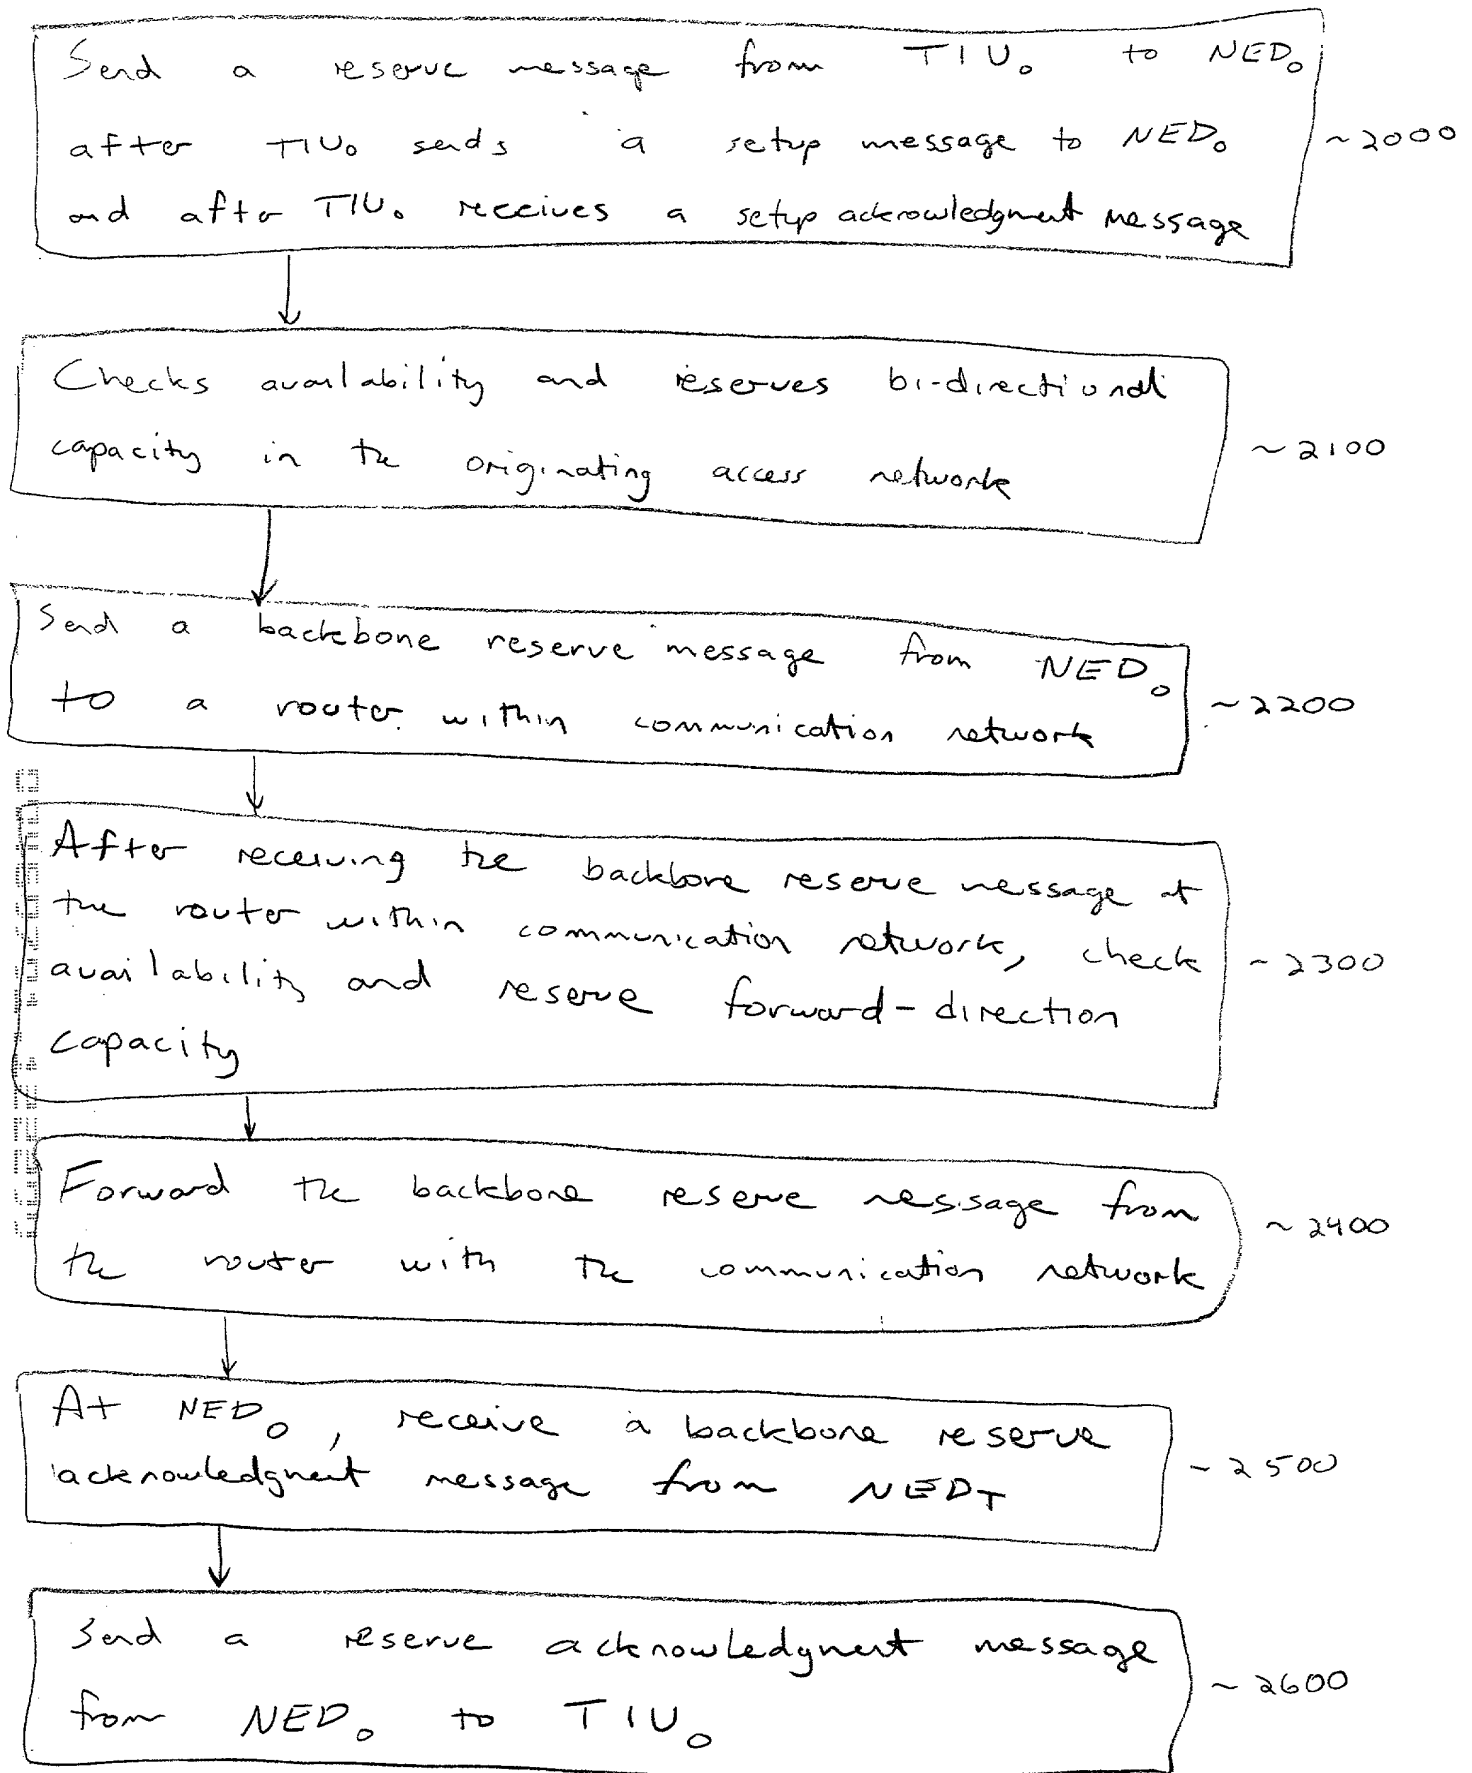 Send a reserve message from TIU₀ to NED₀
after TIU₀ sends a setup message to NED₀ ~2000
and after TIU₀ receives a setup acknowledgment message
Checks availability and reserves bi-directional
capacity in the originating access network ~2100
Send a backbone reserve message from NED₀
to a router within communication network ~2200
After receiving the backbone reserve message at
the router within communication network, check
availability and reserve forward-direction ~2300
capacity
Forward the backbone reserve message from
the router with the communication network ~2400
At NED₀, receive a backbone reserve
acknowledgment message from NED_T ~2500
Send a reserve acknowledgment message
from NED₀ to TIU₀ ~2600